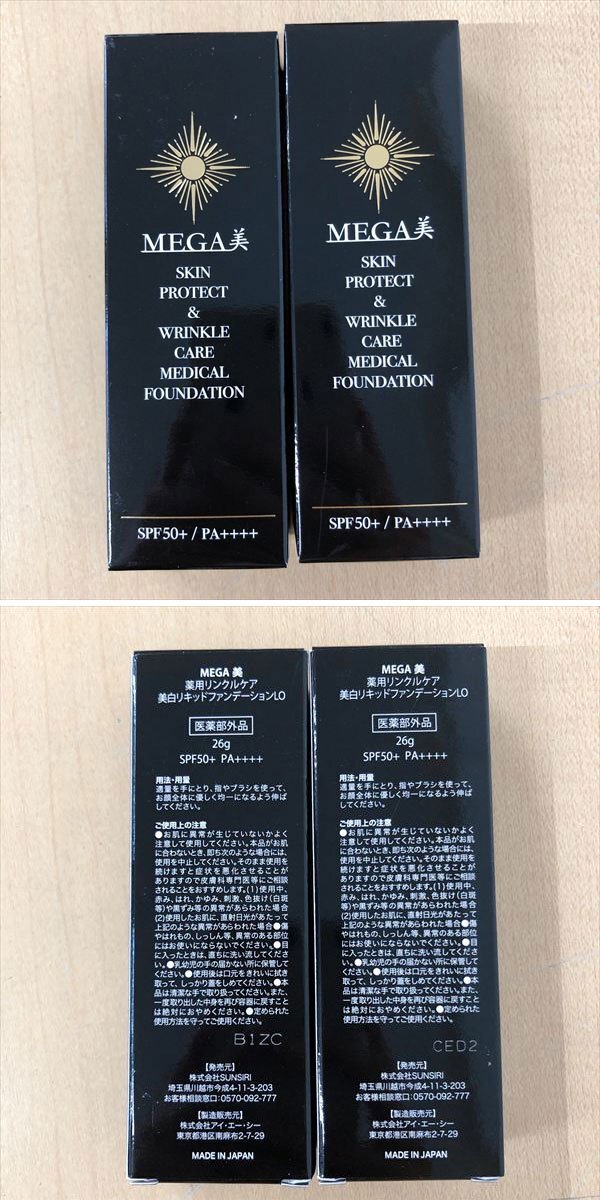 MEGA美
SKIN
PROTECT
&
WRINKLE
CARE
MEDICAL
FOUNDATION
SPF50+ / PA++++
MEGA美
SKIN
PROTECT
&
WRINKLE
CARE
MEDICAL
FOUNDATION
SPF50+ / PA++++
MEGA 美
薬用リンクルケア
美白リキッドファンデーションLO
医薬部外品
26g
SPF50+ PA++++
用法・用量
適量を手にとり、指やブラシを使って、
お顔全体に優しく均一になるよう伸ば
してください。
ご使用上の注意
●お肌に異常が生じていないかよく
注意して使用してください。本品がお肌
に合わないとき、即ち次のような場合には、
使用を中止してください。そのまま使用を
続けますと症状を悪化させることが
ありますので皮膚科専門医等にご相談
されることをおすすめします。(1)使用中、
赤み、はれ、かゆみ、刺激、色抜け(白斑
等)や黒ずみ等の異常があらわれた場合
(2)使用したお肌に、直射日光があたって
上記のような異常があらわれた場合●傷
やはれもの、しっしん等、異常のある部位
にはお使いにならないでください。●目
に入ったときは、直ちに洗い流してくださ
い。●乳幼児の手の届かない所に保管して
ください。●使用後は口元をきれいに拭き
取って、しっかり蓋をしめてください。●本
品は清潔な手で取り扱ってください。また、
一度取り出した中身を再び容器に戻すこと
は絶対におやめください。●定められた
使用方法を守ってご使用ください。
B1ZC
【発売元】
株式会社SUNSIRI
埼玉県川越市今成4-11-3-203
お客様相談窓口:0570-092-777
【製造販売元】
株式会社アイ・エー・シー
東京都港区南麻布2-7-29
MADE IN JAPAN
MEGA 美
薬用リンクルケア
美白リキッドファンデーションLO
医薬部外品
26g
SPF50+ PA++++
用法・用量
適量を手にとり、指やブラシを使って、
お顔全体に優しく均一になるよう伸ば
してください。
ご使用上の注意
●お肌に異常が生じていないかよく
注意して使用してください。本品がお肌
に合わないとき、即ち次のような場合には、
使用を中止してください。そのまま使用を
続けますと症状を悪化させることが
ありますので皮膚科専門医等にご相談
されることをおすすめします。(1)使用中、
赤み、はれ、かゆみ、刺激、色抜け(白斑
等)や黒ずみ等の異常があらわれた場合
(2)使用したお肌に、直射日光があたって
上記のような異常があらわれた場合●傷
やはれもの、しっしん等、異常のある部位
にはお使いにならないでください。●目
に入ったときは、直ちに洗い流してくださ
い。●乳幼児の手の届かない所に保管して
ください。●使用後は口元をきれいに拭き
取って、しっかり蓋をしめてください。●本
品は清潔な手で取り扱ってください。また、
一度取り出した中身を再び容器に戻すこと
は絶対におやめください。●定められた
使用方法を守ってご使用ください。
CED2
【発売元】
株式会社SUNSIRI
埼玉県川越市今成4-11-3-203
お客様相談窓口:0570-092-777
【製造販売元】
株式会社アイ・エー・シー
東京都港区南麻布2-7-29
MADE IN JAPAN